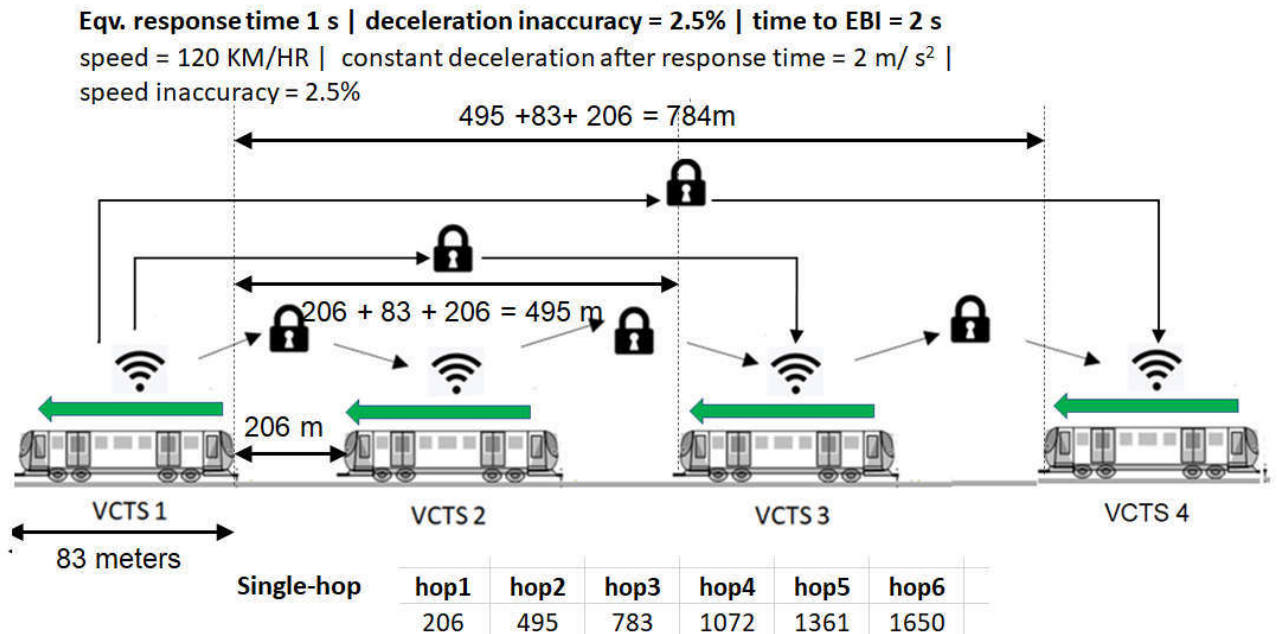 Eqv. response time 1 s | deceleration inaccuracy = 2.5% | time to EBI = 2 s
speed = 120 KM/HR | constant deceleration after response time = 2 m/ s² |
speed inaccuracy = 2.5%
495 +83+ 206 = 784m
206 + 83 + 206 = 495 m
206 m
VCTS 1
VCTS 2
VCTS 3
VCTS 4
83 meters
Single-hop hop1 hop2 hop3 hop4 hop5 hop6
206 495 783 1072 1361 1650